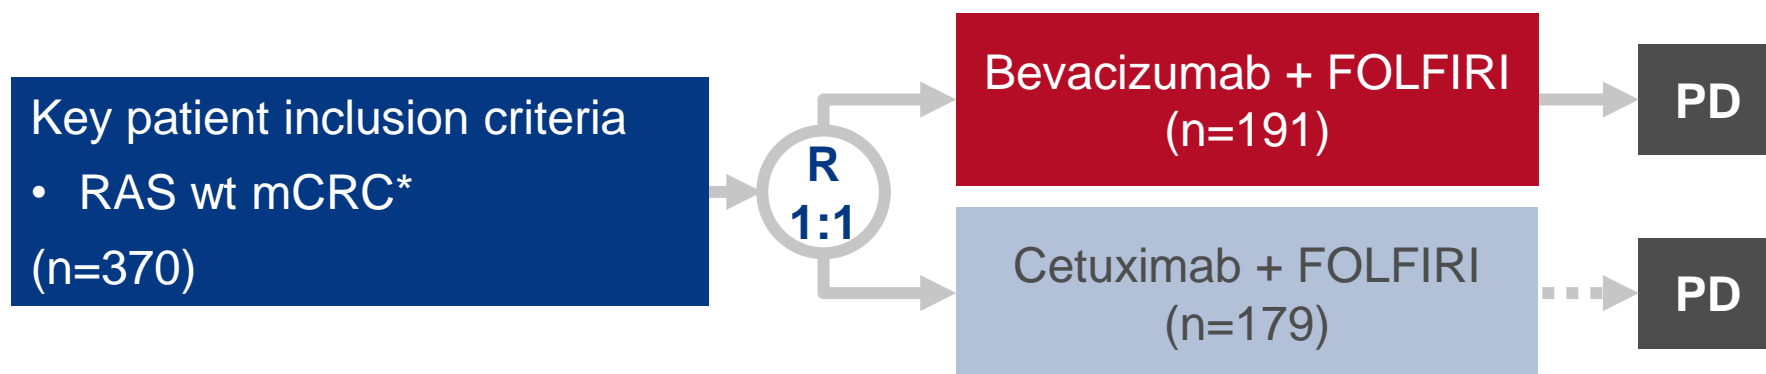 Key patient inclusion criteria
• RAS wt mCRC*
(n=370)
R
1:1
Bevacizumab + FOLFIRI
(n=191)
PD
Cetuximab + FOLFIRI
(n=179)
PD